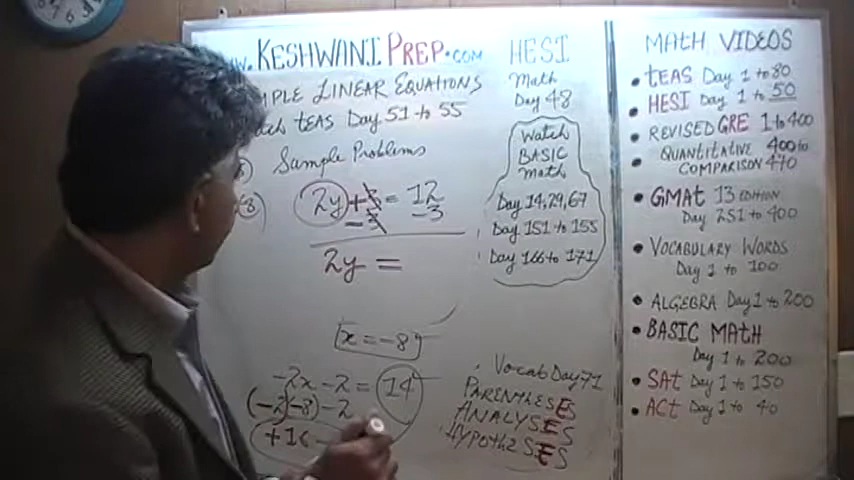 www.KESHWANIPREP.COM
SIMPLE LINEAR EQUATIONS
Watch TEAS DAY 51 to 55
8) Sample Problems
-8)
2y + 3 = 12
-3 -3
2y =
x = -8
-2x - 2 = 14
(-2)(-8) - 2
+16 -
HESI
Math
Day 48
Watch
BASIC
math
Day 14,29,67
Day 151 to 155
Day 166 to 171
Vocab Day 71
PARENTHESES
ANALYSES
HYPOTHESES
MATH VIDEOS
• TEAS Day 1 to 80
• HESI Day 1 to 50
• REVISED GRE 1 to 400
• QUANTITATIVE 400 to
COMPARISON 470
• GMAT 13 EDITION
Day 251 to 400
• VOCABULARY WORDS
Day 1 to 100
• ALGEBRA Day 1 to 200
• BASIC MATH
Day 1 to 200
• SAt Day 1 to 150
• ACt Day 1 to 40